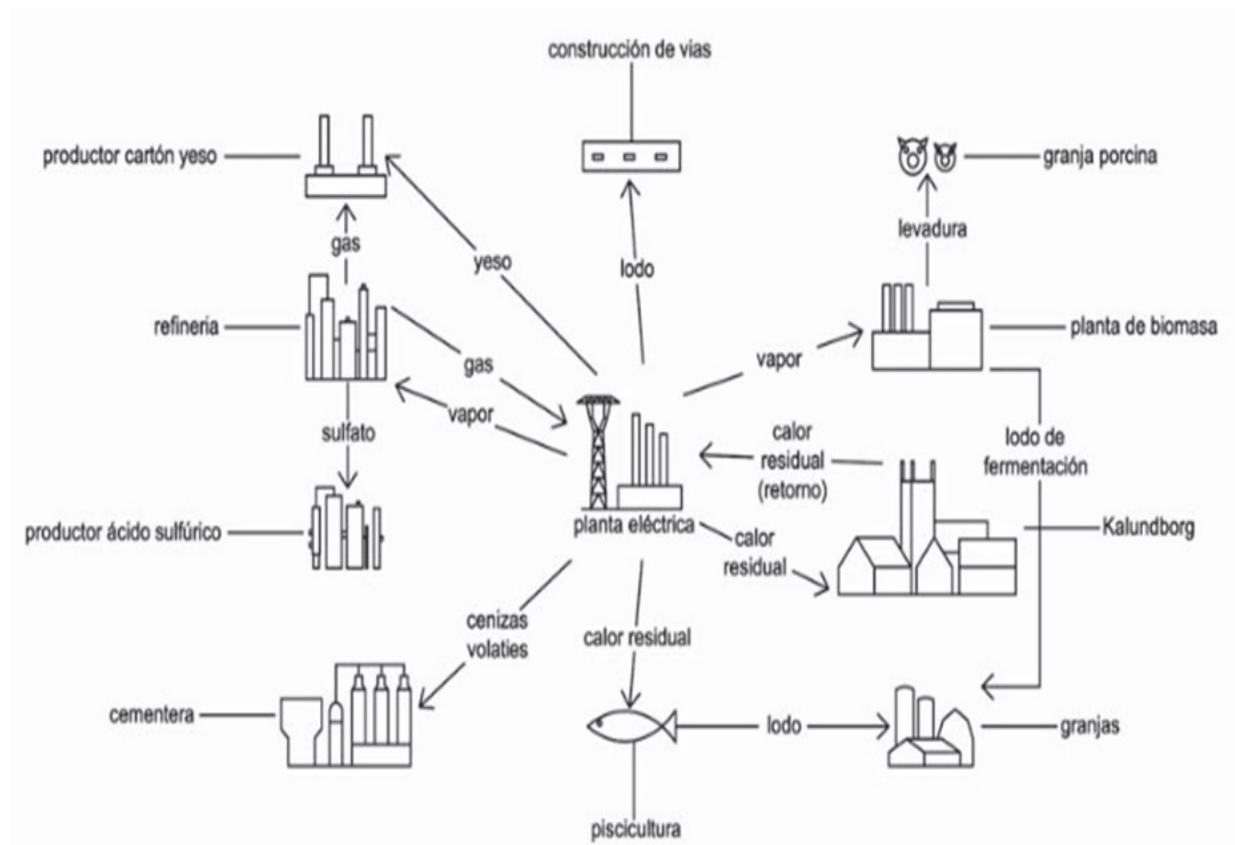 construcción de vias
productor cartón yeso
granja porcina
levadura
gas
yeso
lodo
refineria
planta de biomasa
vapor
gas
vapor
sulfato
calor
residual
(retorno)
lodo de
fermentación
productor ácido sulfúrico
planta eléctrica
Kalundborg
calor
residual
cenizas
volaties
calor residual
cementera
lodo
granjas
piscicultura